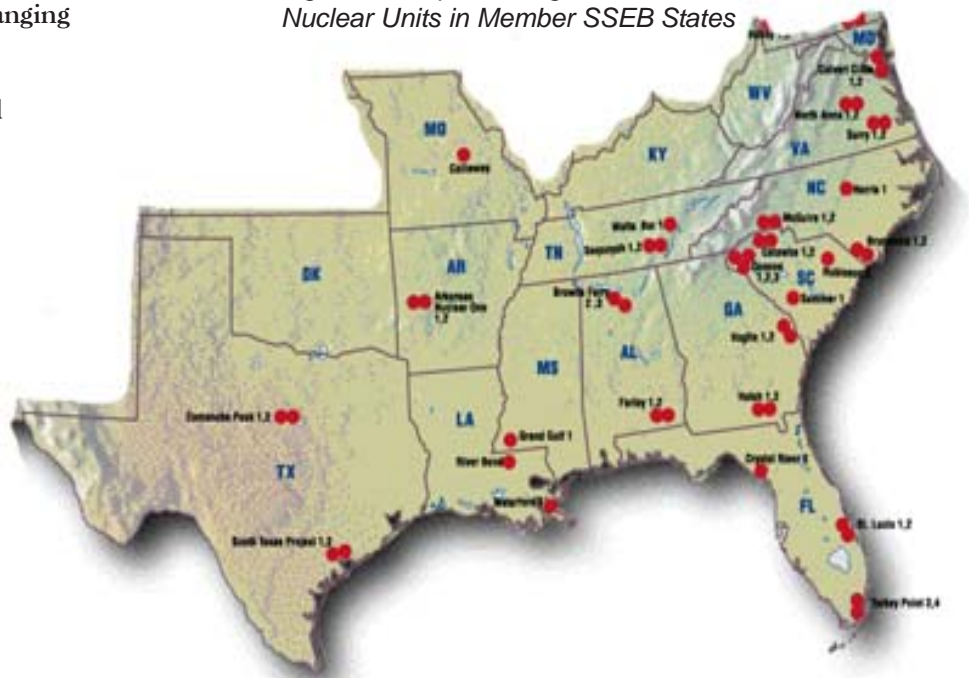 anging
Nuclear Units in Member SSEB States
MD
Calvert Cliffs
1,2
WV
North Anna 1,2
Surry 1,2
MO
Callaway
KY
VA
NC
Harris 1
Watts Bar 1
McGuire 1,2
Sequoyah 1,2
TN
Catawba 1,2
Brunswick 1,2
OK
AR
Oconee
1,2,3
SC
Arkansas
Nuclear One
1,2
Browns Ferry
GA
Summer 1
Vogtle 1,2
MS
AL
Farley 1,2
Hatch 1,2
Comanche Peak 1,2
LA
Grand Gulf 1
River Bend
Crystal River
TX
Waterford
FL
St. Lucie 1,2
South Texas Project 1,2
Turkey Point 3,4